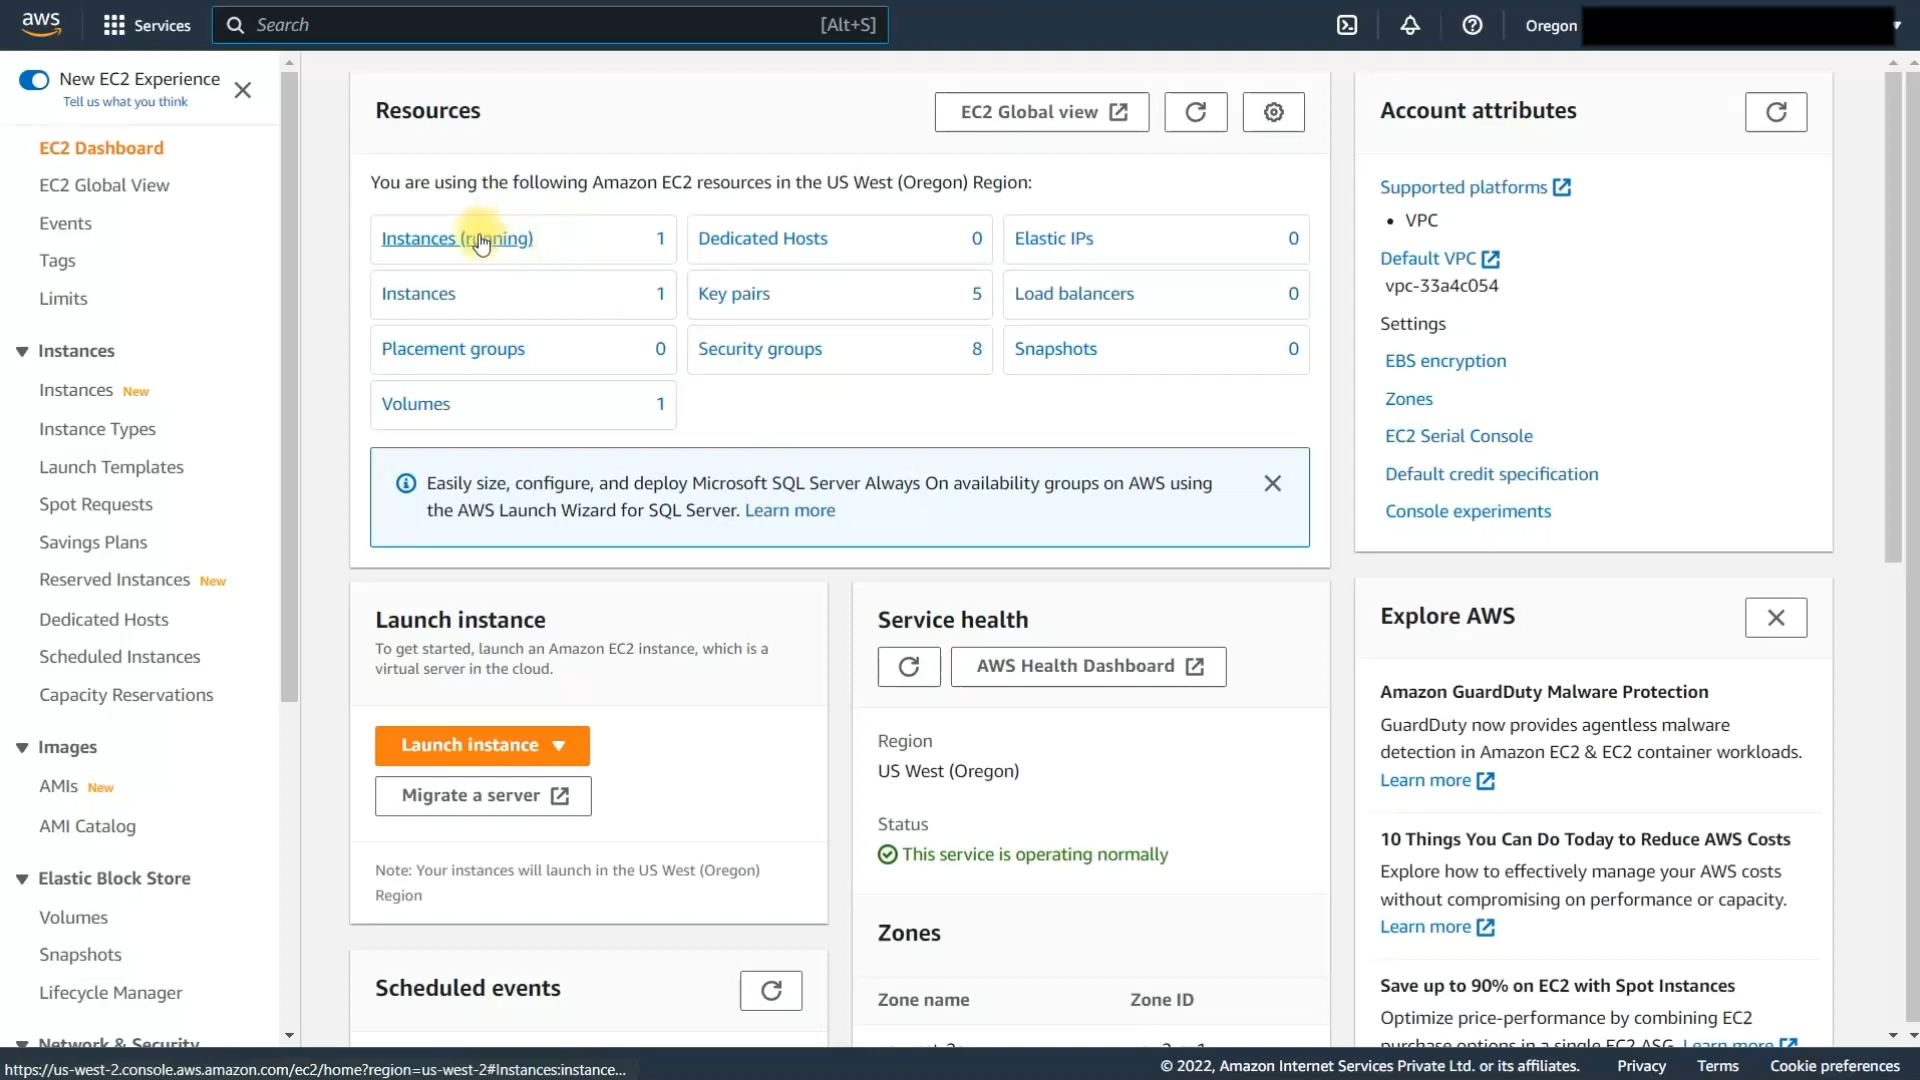 aws
Services
Search
[Alt+S]
Oregon
New EC2 Experience
Tell us what you think
EC2 Dashboard
EC2 Global View
Events
Tags
Limits
Instances
Instances New
Instance Types
Launch Templates
Spot Requests
Savings Plans
Reserved Instances New
Dedicated Hosts
Scheduled Instances
Capacity Reservations
Images
AMIs New
AMI Catalog
Elastic Block Store
Volumes
Snapshots
Lifecycle Manager
Network & Security
Resources
EC2 Global view
You are using the following Amazon EC2 resources in the US West (Oregon) Region:
Instances (running) 1
Dedicated Hosts 0
Elastic IPs 0
Instances 1
Key pairs 5
Load balancers 0
Placement groups 0
Security groups 8
Snapshots 0
Volumes 1
Easily size, configure, and deploy Microsoft SQL Server Always On availability groups on AWS using
the AWS Launch Wizard for SQL Server. Learn more
Launch instance
To get started, launch an Amazon EC2 instance, which is a
virtual server in the cloud.
Launch instance
Migrate a server
Note: Your instances will launch in the US West (Oregon)
Region
Scheduled events
Service health
AWS Health Dashboard
Region
US West (Oregon)
Status
This service is operating normally
Zones
Zone name Zone ID
Account attributes
Supported platforms
• VPC
Default VPC
vpc-33a4c054
Settings
EBS encryption
Zones
EC2 Serial Console
Default credit specification
Console experiments
Explore AWS
Amazon GuardDuty Malware Protection
GuardDuty now provides agentless malware
detection in Amazon EC2 & EC2 container workloads.
Learn more
10 Things You Can Do Today to Reduce AWS Costs
Explore how to effectively manage your AWS costs
without compromising on performance or capacity.
Learn more
Save up to 90% on EC2 with Spot Instances
Optimize price-performance by combining EC2
purchase options in a single EC2 ASG. Learn more
https://us-west-2.console.aws.amazon.com/ec2/home?region=us-west-2#Instances:instance...
© 2022, Amazon Internet Services Private Ltd. or its affiliates.
Privacy
Terms
Cookie preferences